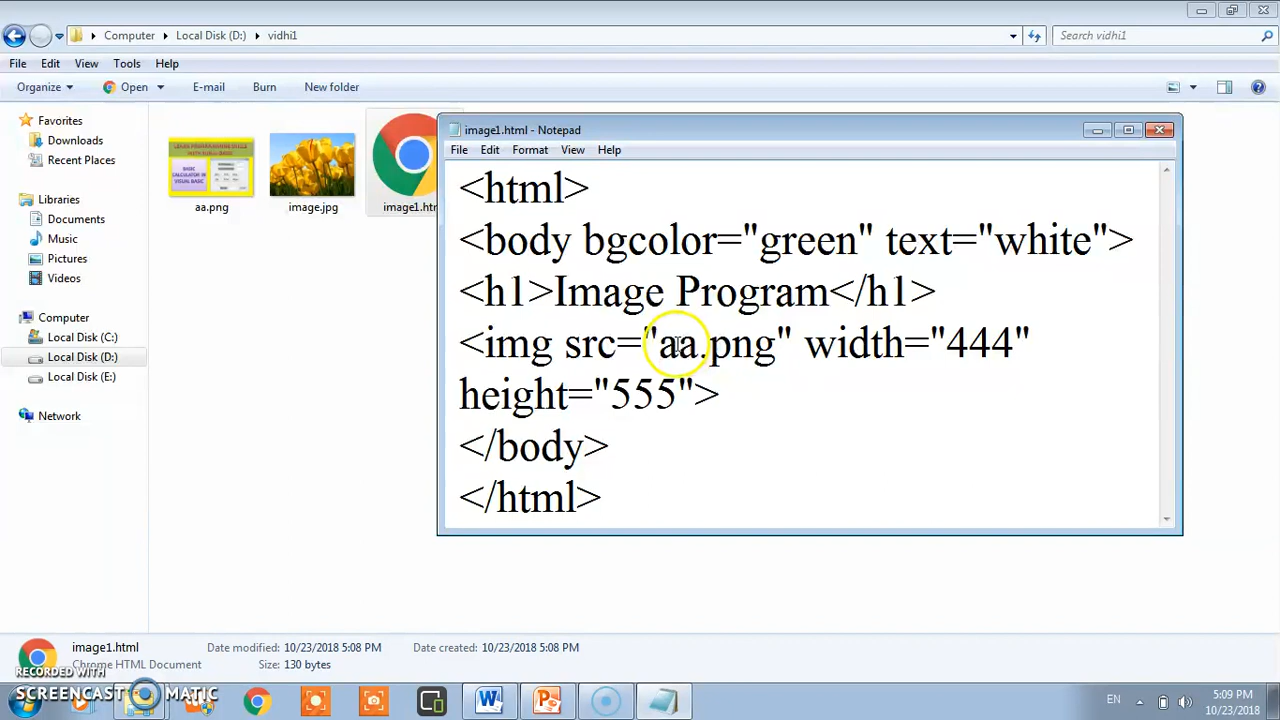 Computer Local Disk (D:) vidhi1
Search vidhi1
File Edit View Tools Help
Organize Open E-mail Burn New folder
Favorites
Downloads
Recent Places
Libraries
Documents
Music
Pictures
Videos
Computer
Local Disk (C:)
Local Disk (D:)
Local Disk (E:)
Network
BASIC
CALCULATOR IN
VISUAL BASIC
aa.png
image.jpg
image1.htm
image1.html - Notepad
File Edit Format View Help
<html>
<body bgcolor="green" text="white">
<h1>Image Program</h1>
<img src="aa.png" width="444"
height="555">
</body>
</html>
image1.html
Chrome HTML Document
Date modified: 10/23/2018 5:08 PM
Size: 130 bytes
Date created: 10/23/2018 5:08 PM
RECORDED WITH
SCREENCAST MATIC
EN
5:09 PM
10/23/2018